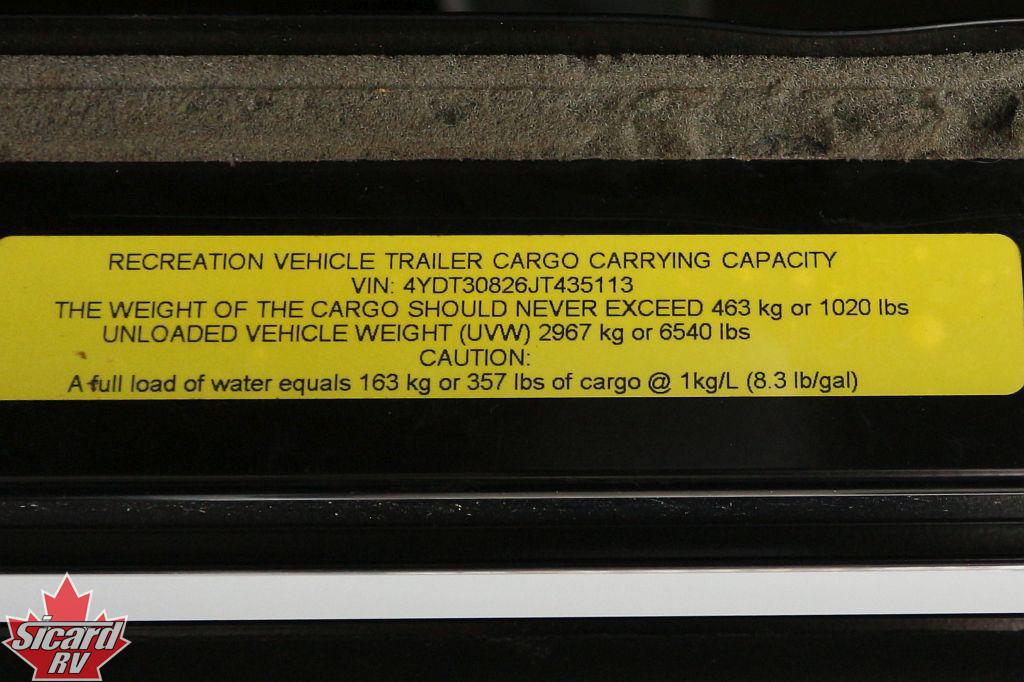 RECREATION VEHICLE TRAILER CARGO CARRYING CAPACITY
VIN: 4YDT30826JT435113
THE WEIGHT OF THE CARGO SHOULD NEVER EXCEED 463 kg or 1020 lbs
UNLOADED VEHICLE WEIGHT (UVW) 2967 kg or 6540 lbs
CAUTION:
A full load of water equals 163 kg or 357 lbs of cargo @ 1kg/L (8.3 lb/gal)
Sicard
RV